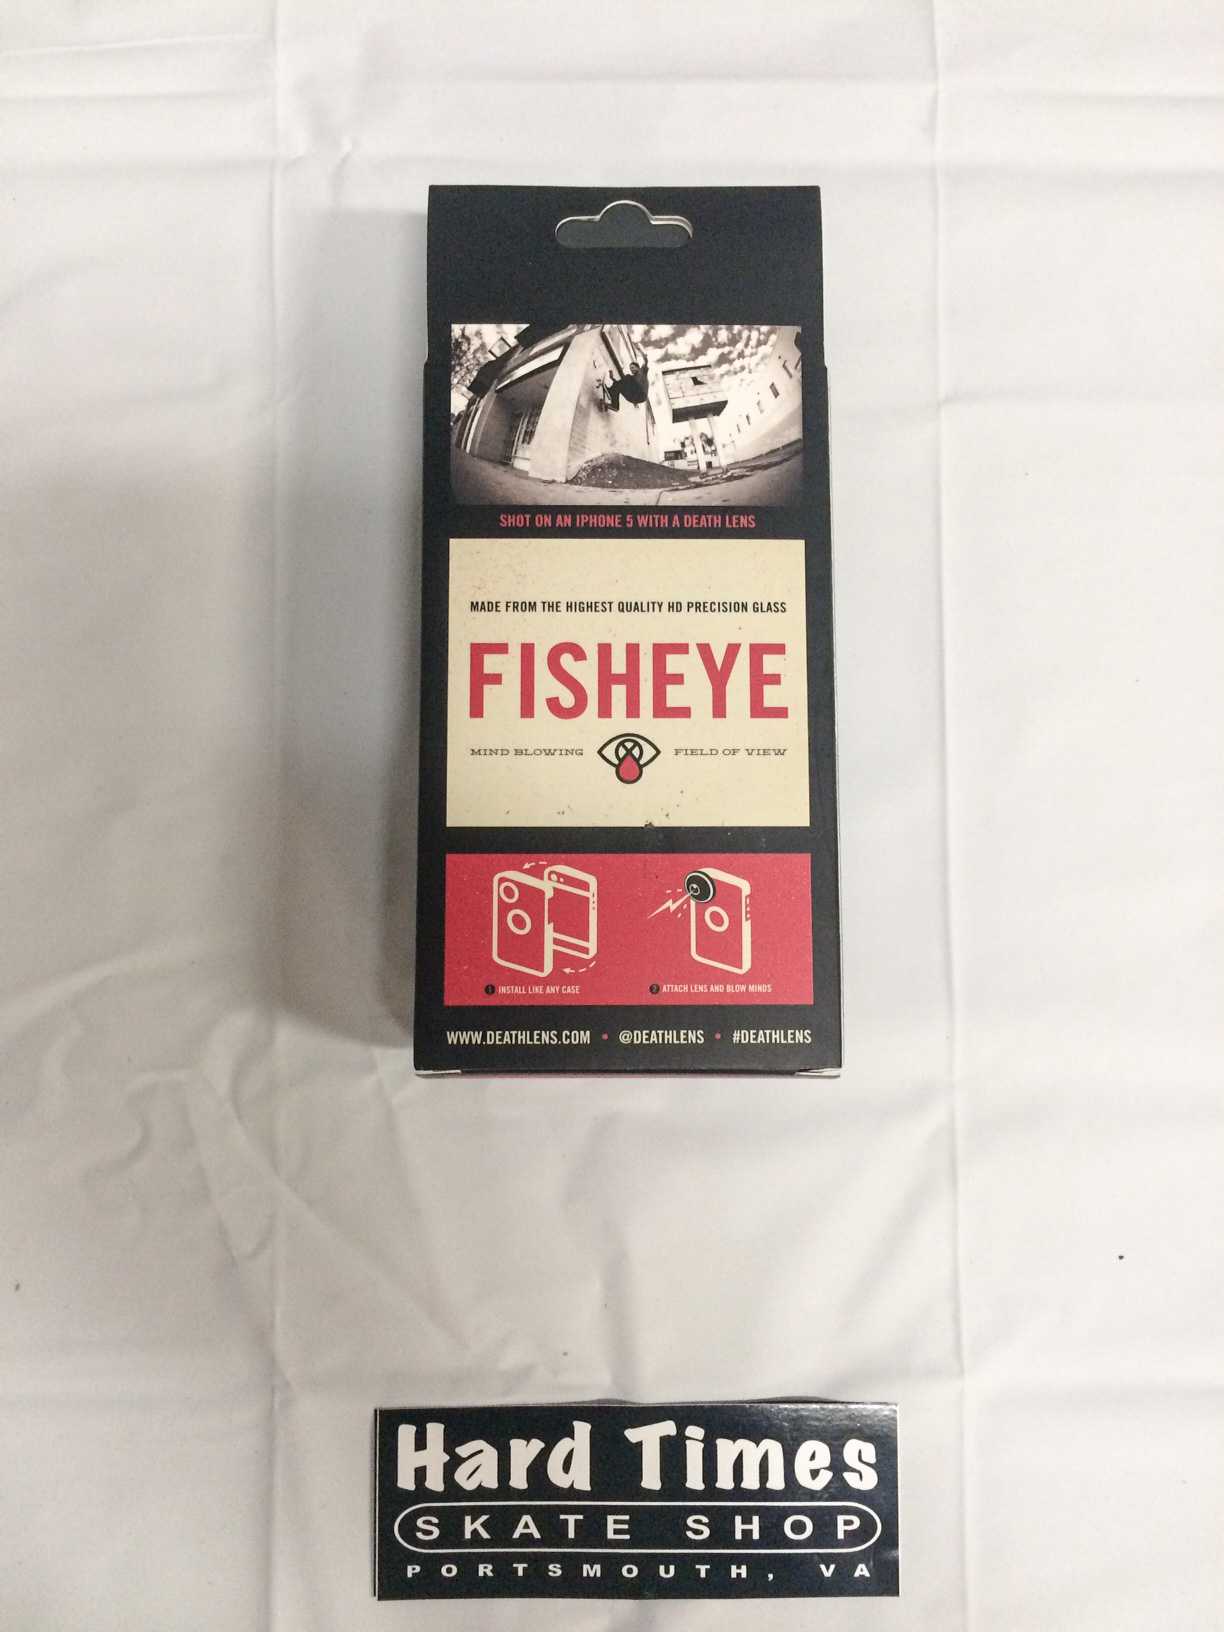 SHOT ON AN IPHONE 5 WITH A DEATH LENS
MADE FROM THE HIGHEST QUALITY HD PRECISION GLASS
FISHEYE
MIND BLOWING FIELD OF VIEW
1 INSTALL LIKE ANY CASE
2 ATTACH LENS AND BLOW MINDS
WWW.DEATHLENS.COM • @DEATHLENS • #DEATHLENS
Hard Times
SKATE SHOP
PORTSMOUTH, VA